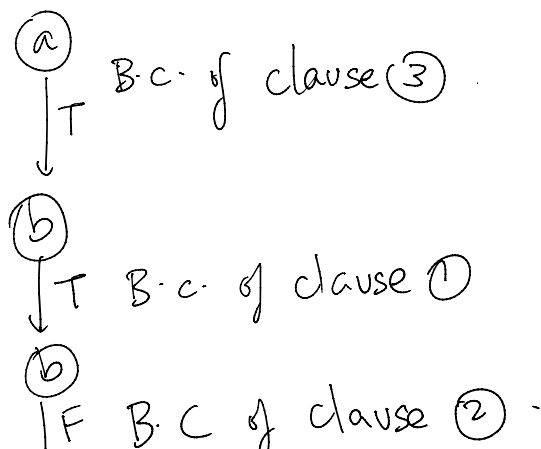 a
B.c. of clause 3
T
b
T B.c. of clause 1
b
F B.C of clause 2